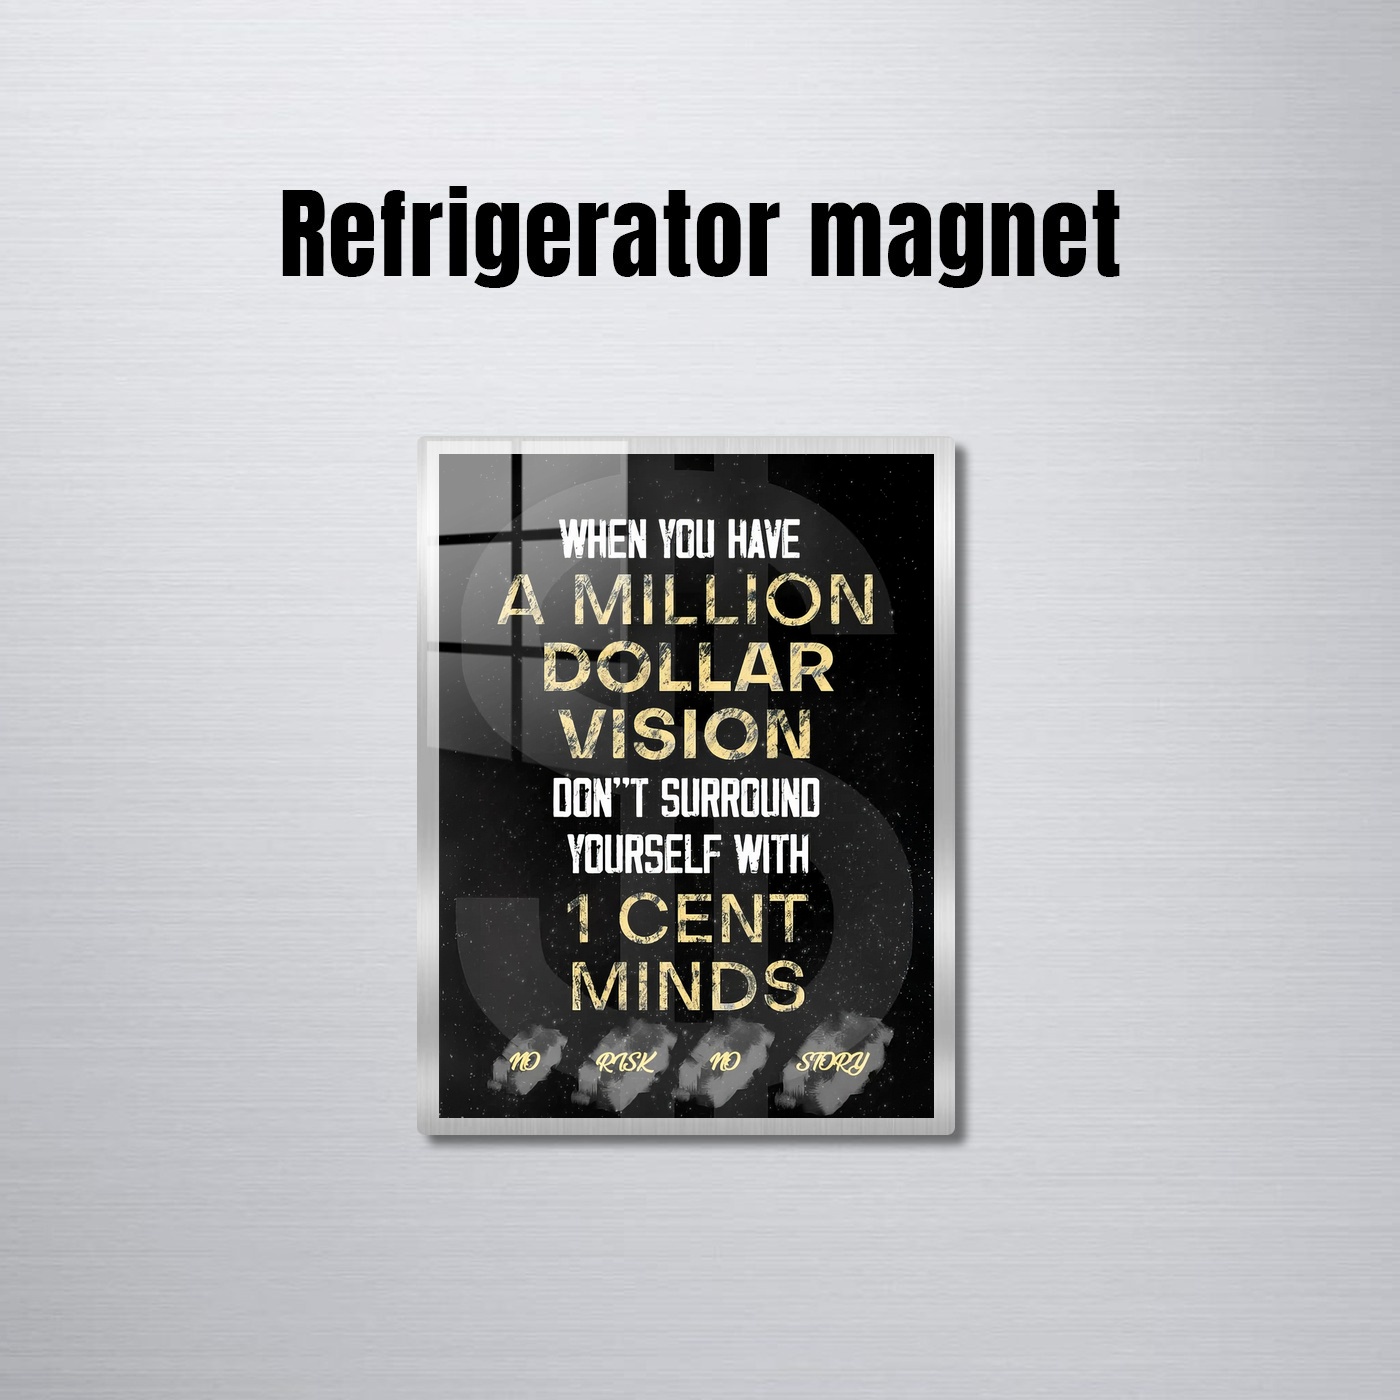 Refrigerator magnet
WHEN YOU HAVE
A MILLION
DOLLAR
VISION
DON''T SURROUND
YOURSELF WITH
1 CENT
MINDS
NO RISK NO STORY